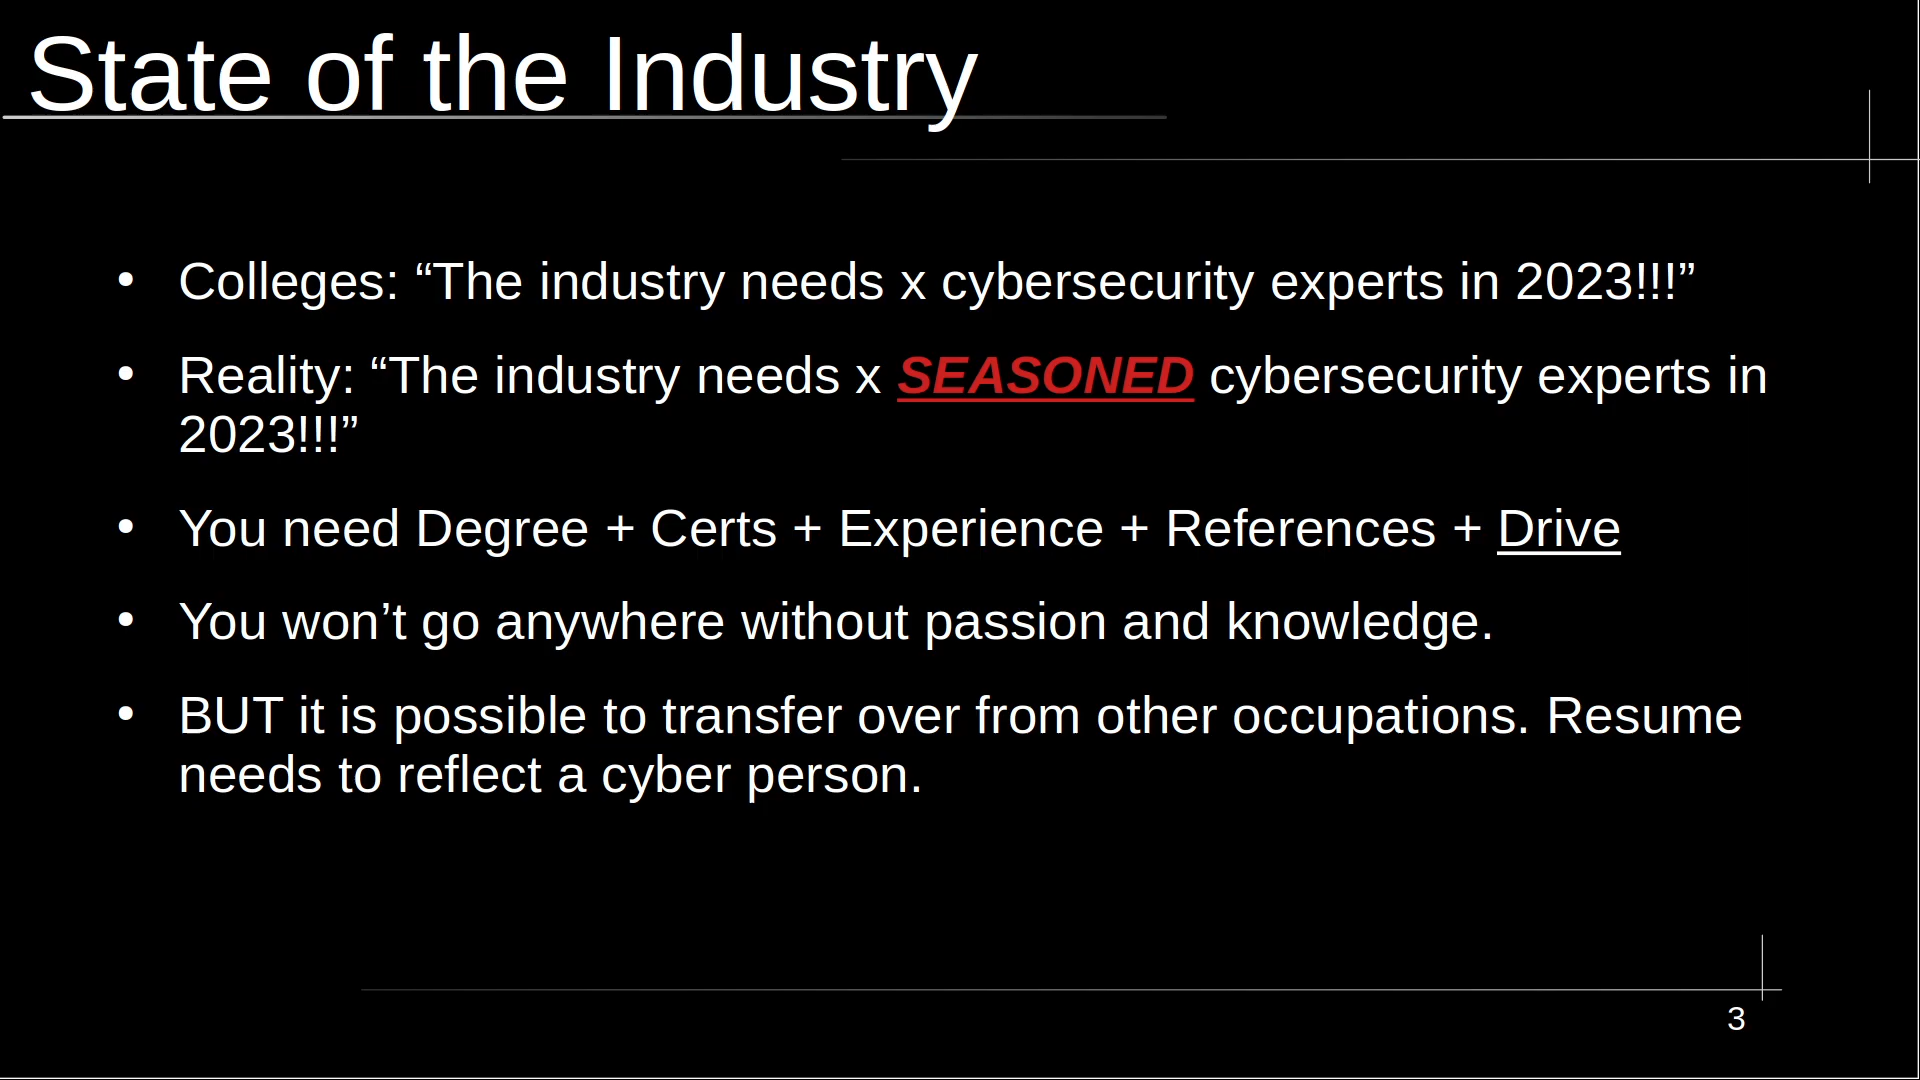 State of the Industry
• Colleges: “The industry needs x cybersecurity experts in 2023!!!”
• Reality: “The industry needs x SEASONED cybersecurity experts in
2023!!!”
• You need Degree + Certs + Experience + References + Drive
• You won’t go anywhere without passion and knowledge.
• BUT it is possible to transfer over from other occupations. Resume
needs to reflect a cyber person.
3